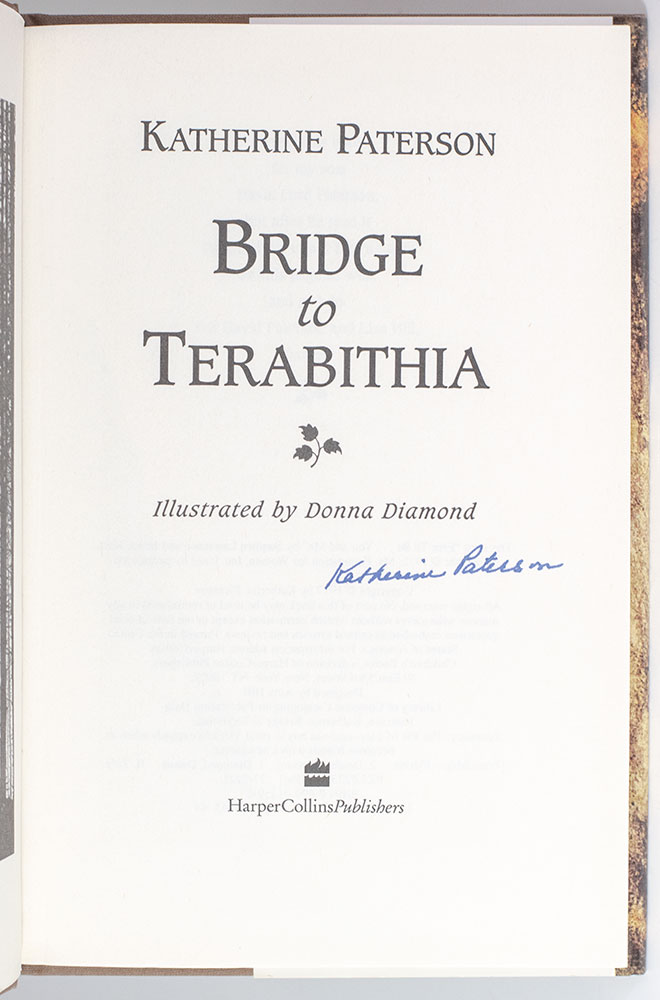 KATHERINE PATERSON
BRIDGE
to
TERABITHIA
Illustrated by Donna Diamond
Katherine Paterson
HarperCollinsPublishers